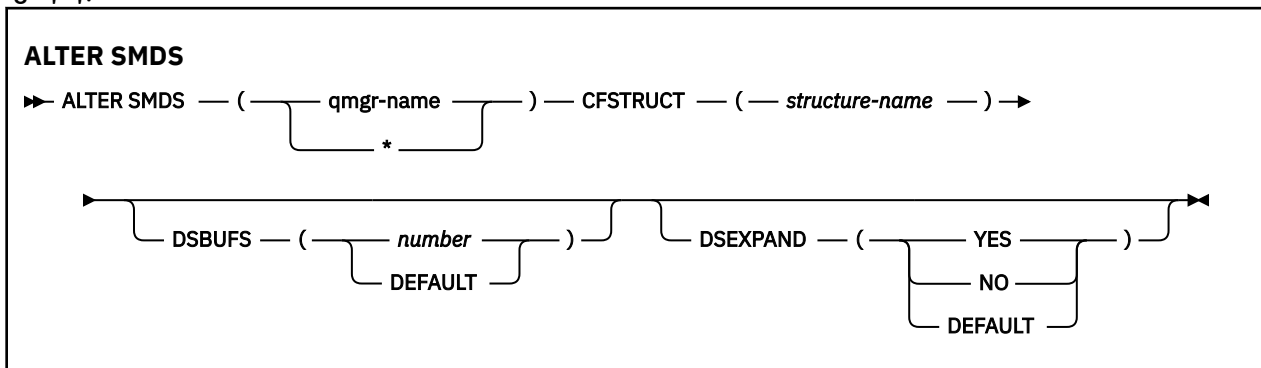 ALTER SMDS
ALTER SMDS ( qmgr-name ) CFSTRUCT ( structure-name )
*
DSBUFS ( number ) DSEXPAND ( YES )
DEFAULT NO
DEFAULT